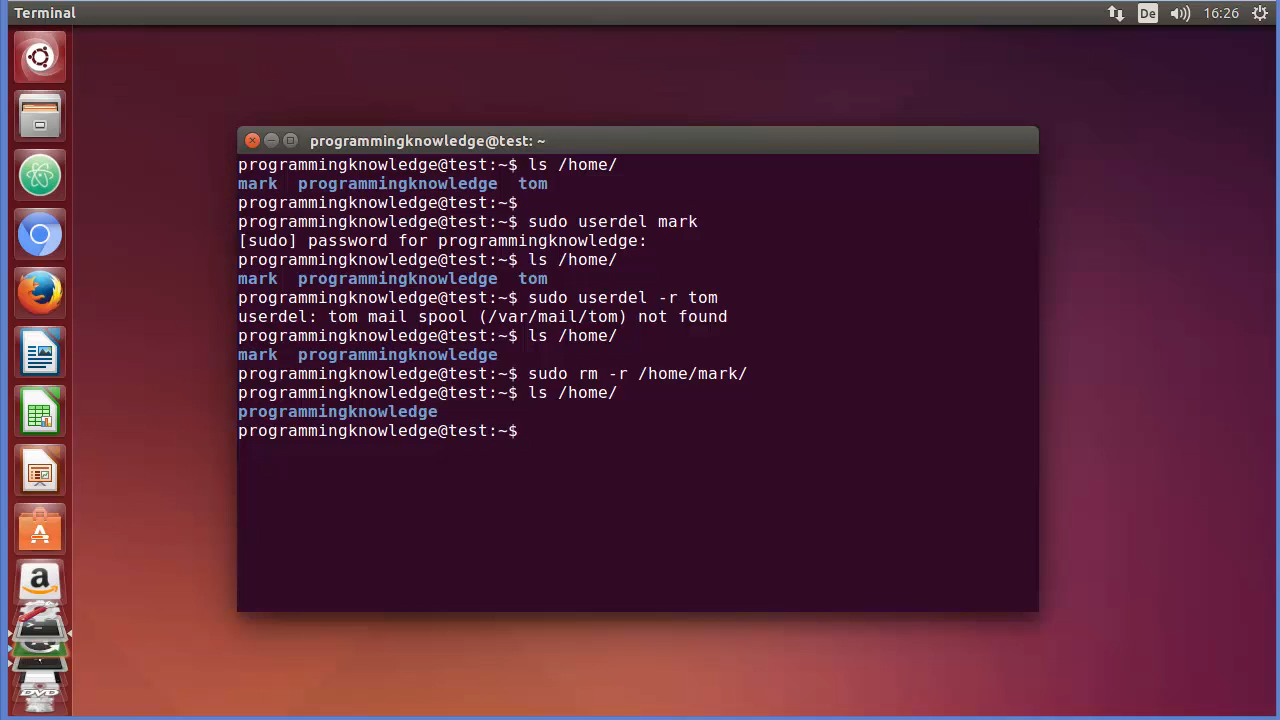 Terminal
De
16:26
programmingknowledge@test: ~
programmingknowledge@test:~$ ls /home/
mark  programmingknowledge  tom
programmingknowledge@test:~$
programmingknowledge@test:~$ sudo userdel mark
[sudo] password for programmingknowledge:
programmingknowledge@test:~$ ls /home/
mark  programmingknowledge  tom
programmingknowledge@test:~$ sudo userdel -r tom
userdel: tom mail spool (/var/mail/tom) not found
programmingknowledge@test:~$ ls /home/
mark  programmingknowledge
programmingknowledge@test:~$ sudo rm -r /home/mark/
programmingknowledge@test:~$ ls /home/
programmingknowledge
programmingknowledge@test:~$
a
DVD